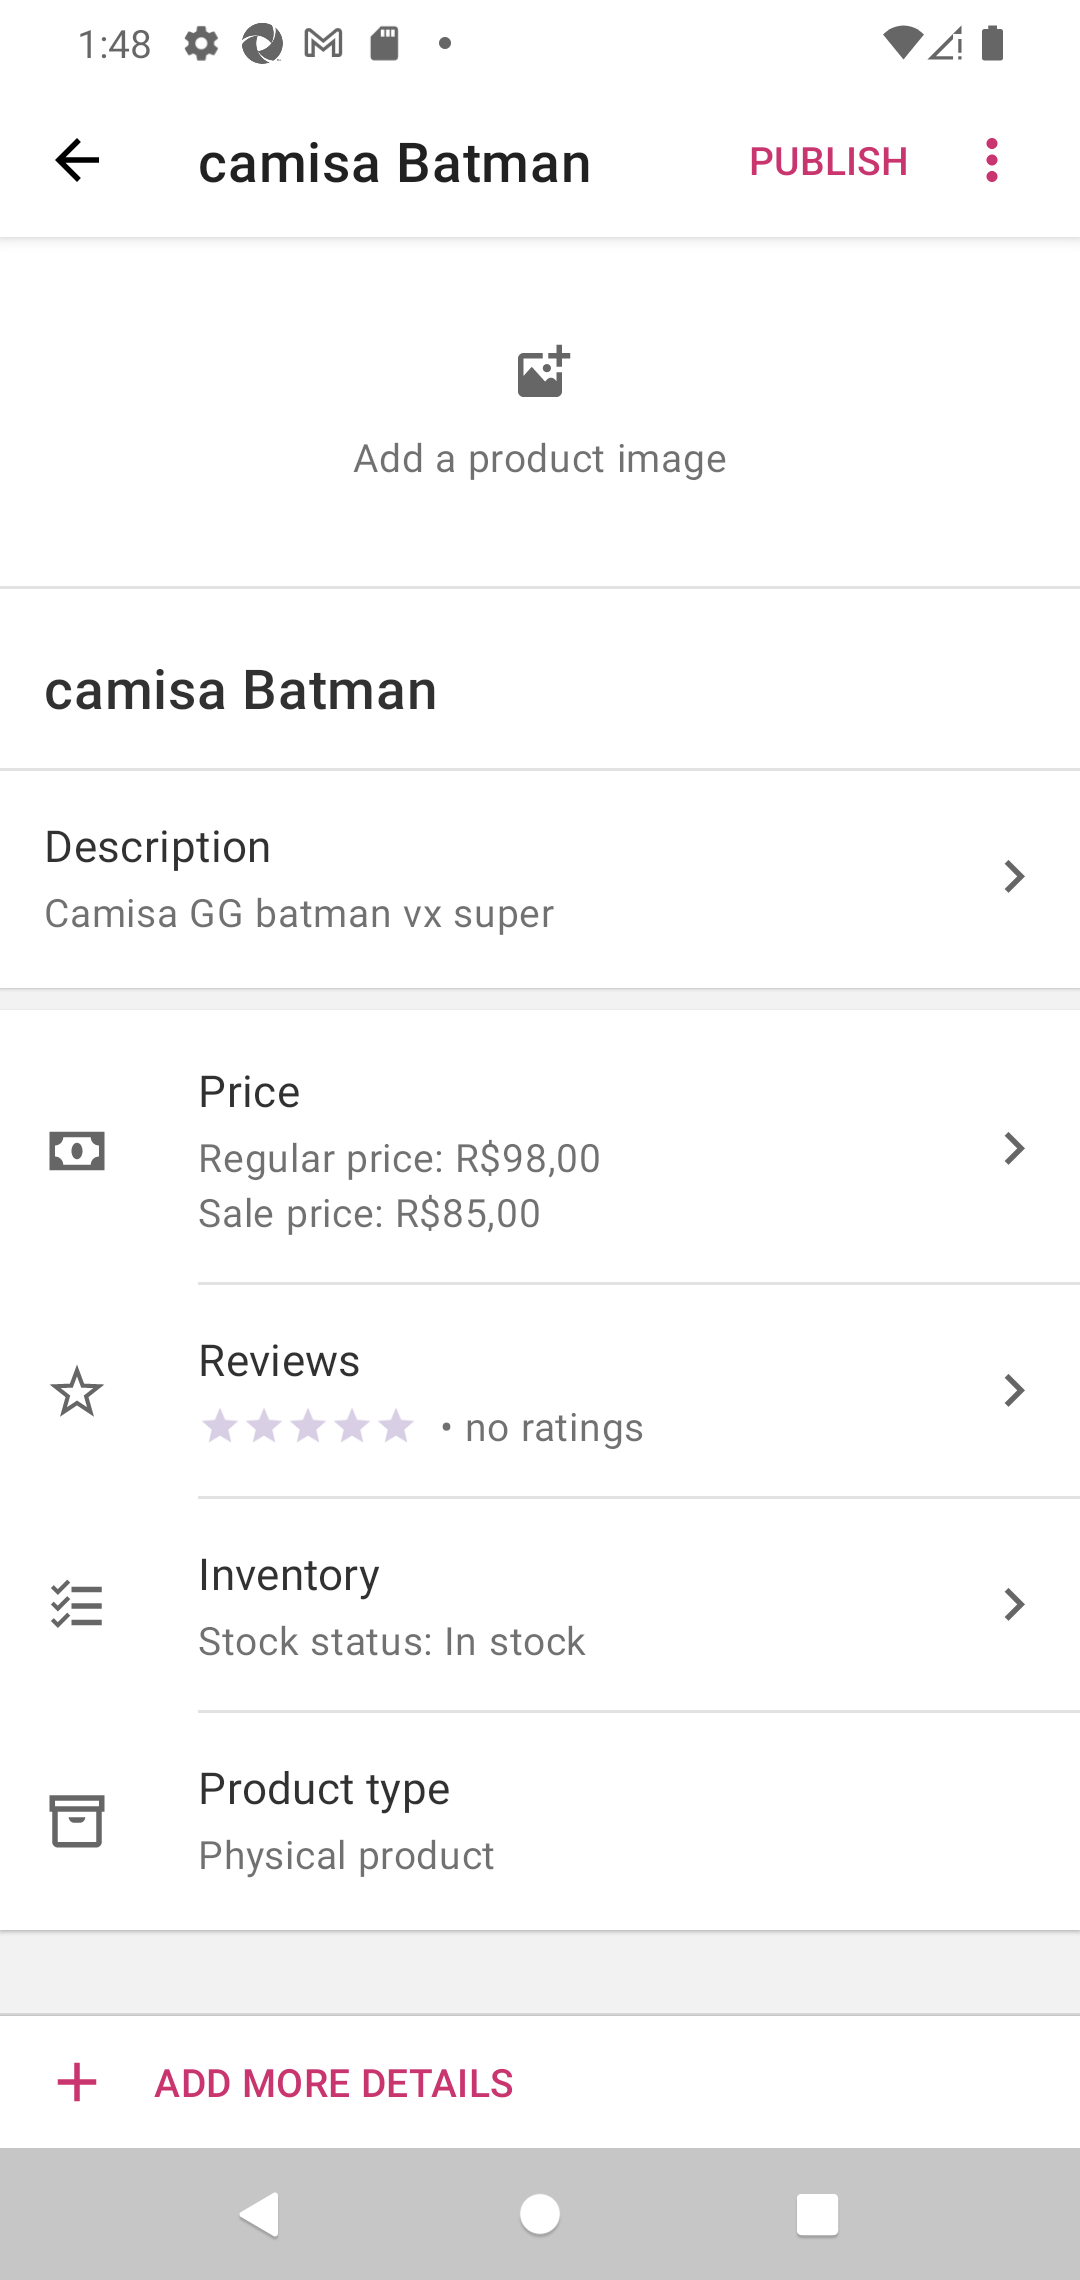 1:48
camisa Batman
PUBLISH
Add a product image
camisa Batman
Description
Camisa GG batman vx super
Price
Regular price: R$98,00
Sale price: R$85,00
Reviews
• no ratings
Inventory
Stock status: In stock
Product type
Physical product
ADD MORE DETAILS